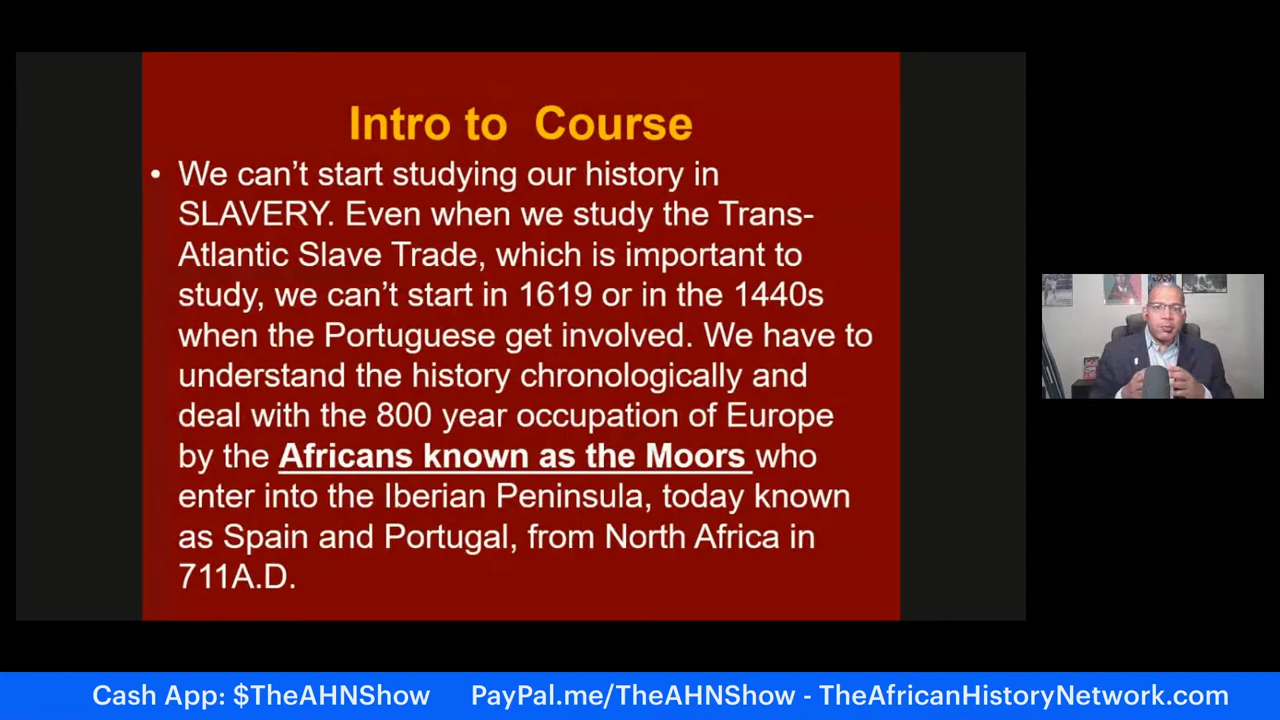 Intro to Course
• We can't start studying our history in
SLAVERY. Even when we study the Trans-
Atlantic Slave Trade, which is important to
study, we can't start in 1619 or in the 1440s
when the Portuguese get involved. We have to
understand the history chronologically and
deal with the 800 year occupation of Europe
by the Africans known as the Moors who
enter into the Iberian Peninsula, today known
as Spain and Portugal, from North Africa in
711A.D.
Cash App: $TheAHNShow PayPal.me/TheAHNShow - TheAfricanHistoryNetwork.com